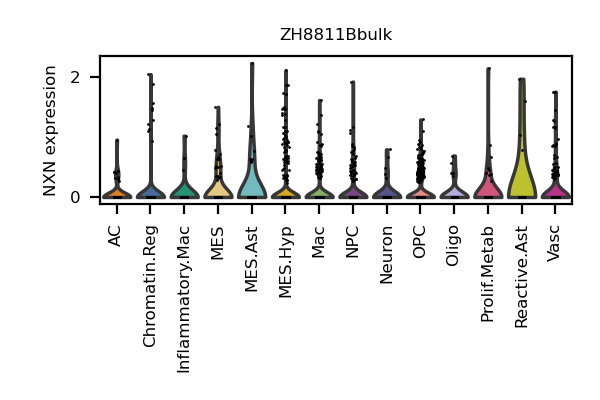 ZH8811Bbulk
NXN expression
2
0
AC
Chromatin.Reg
Inflammatory.Mac
MES
MES.Ast
MES.Hyp
Mac
NPC
Neuron
OPC
Oligo
Prolif.Metab
Reactive.Ast
Vasc